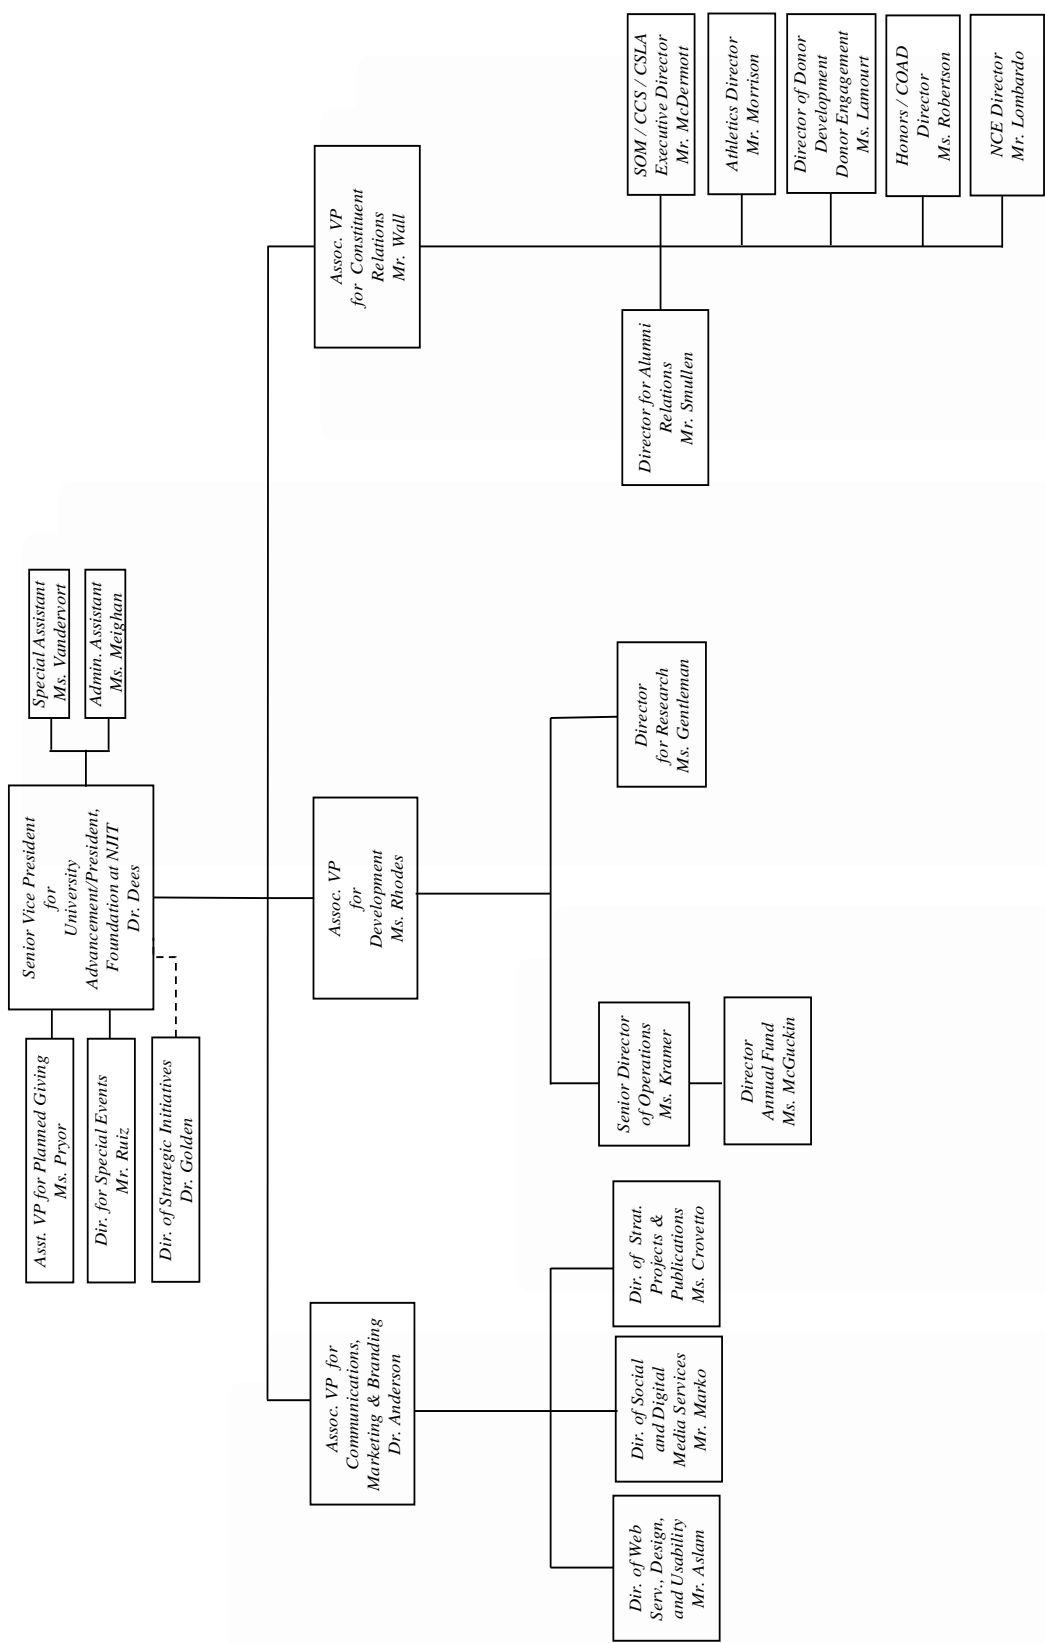 Senior Vice President
for
University
Advancement/President,
Foundation at NJIT
Dr. Dees
Asst. VP for Planned Giving
Ms. Pryor
Dir. for Special Events
Mr. Ruiz
Dir. of Strategic Initiatives
Dr. Golden
Special Assistant
Ms. Vandervort
Admin. Assistant
Ms. Meighan
Assoc. VP for
Communications,
Marketing & Branding
Dr. Anderson
Assoc. VP
for
Development
Ms. Rhodes
Assoc. VP
for Constituent
Relations
Mr. Wall
Dir. of Web
Serv., Design,
and Usability
Mr. Aslam
Dir. of Social
and Digital
Media Services
Mr. Marko
Dir. of Strat.
Projects &
Publications
Ms. Crovetto
Senior Director
of Operations
Ms. Kramer
Director
Annual Fund
Ms. McGuckin
Director
for Research
Ms. Gentleman
Director for Alumni
Relations
Mr. Smullen
SOM / CCS / CSLA
Executive Director
Mr. McDermott
Athletics Director
Mr. Morrison
Director of Donor
Development
Donor Engagement
Ms. Lamourt
Honors / COAD
Director
Ms. Robertson
NCE Director
Mr. Lombardo